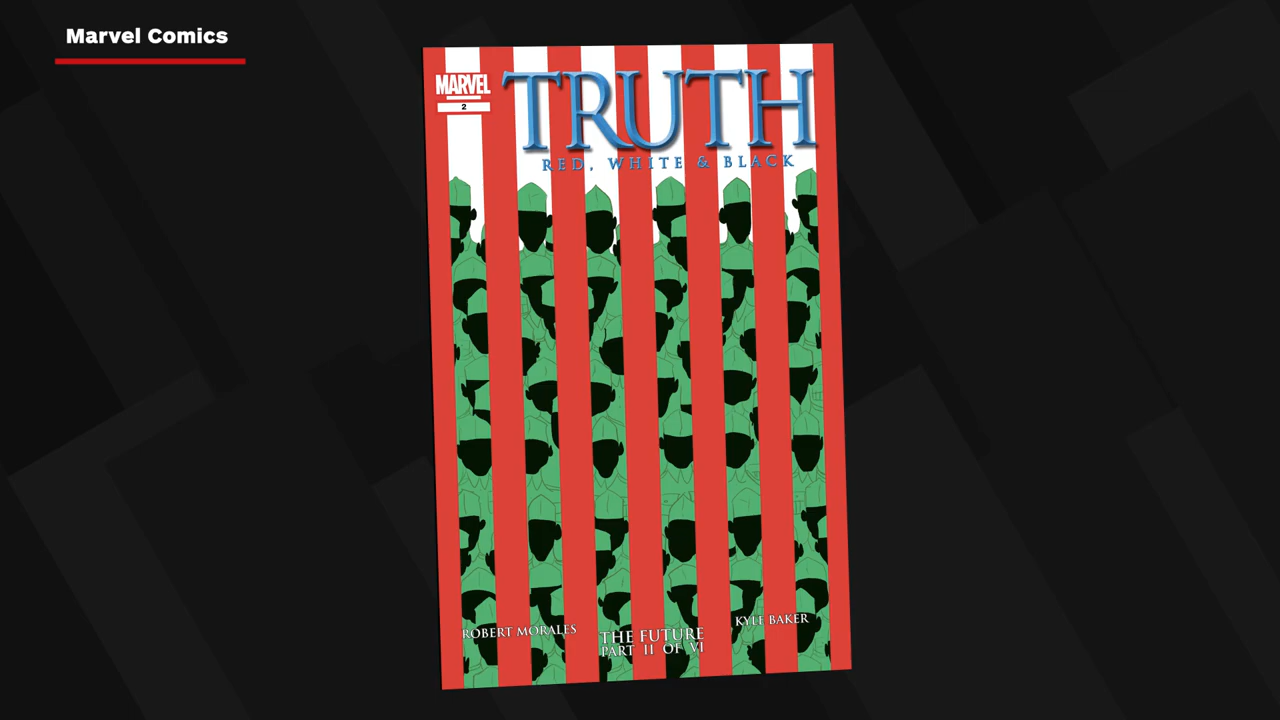 Marvel Comics
MARVEL
2
TRUTH
RED, WHITE & BLACK
ROBERT MORALES
THE FUTURE
PART II OF VI
KYLE BAKER